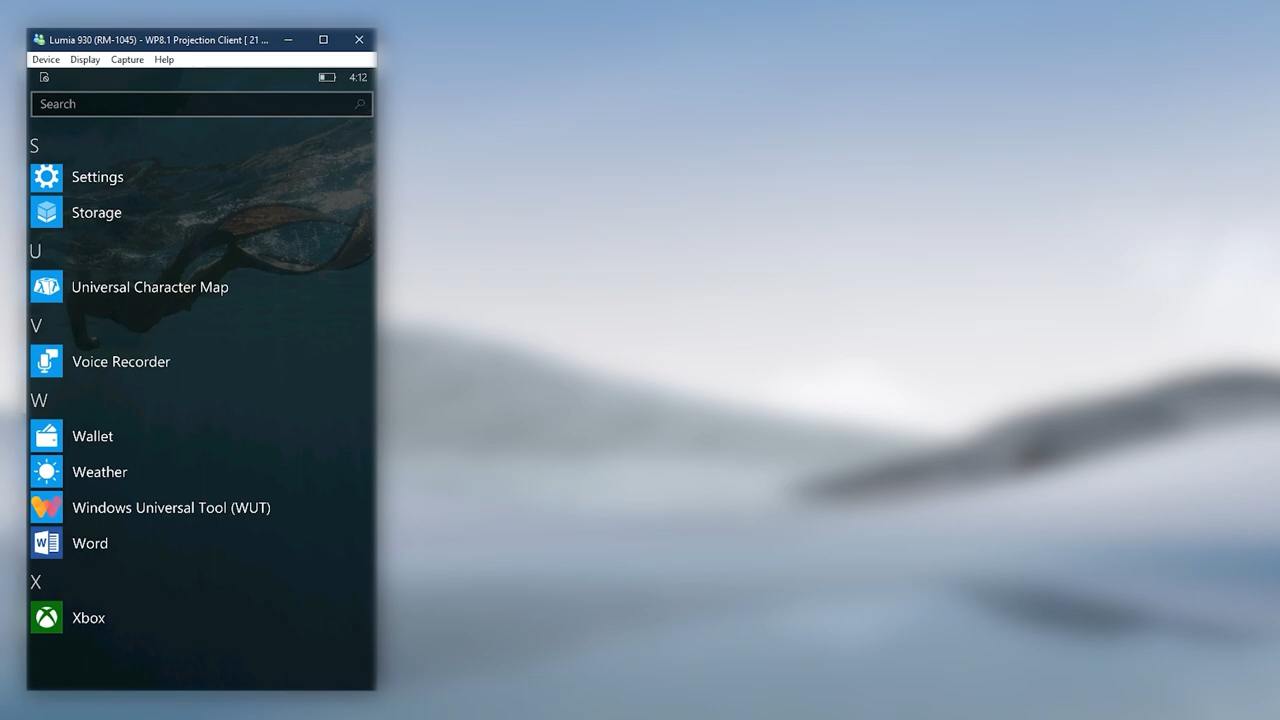 Lumia 930 (RM-1045) - WP8.1 Projection Client [ 21 ...
Device Display Capture Help
4:12
Search
S
Settings
Storage
U
Universal Character Map
V
Voice Recorder
W
Wallet
Weather
Windows Universal Tool (WUT)
Word
X
Xbox